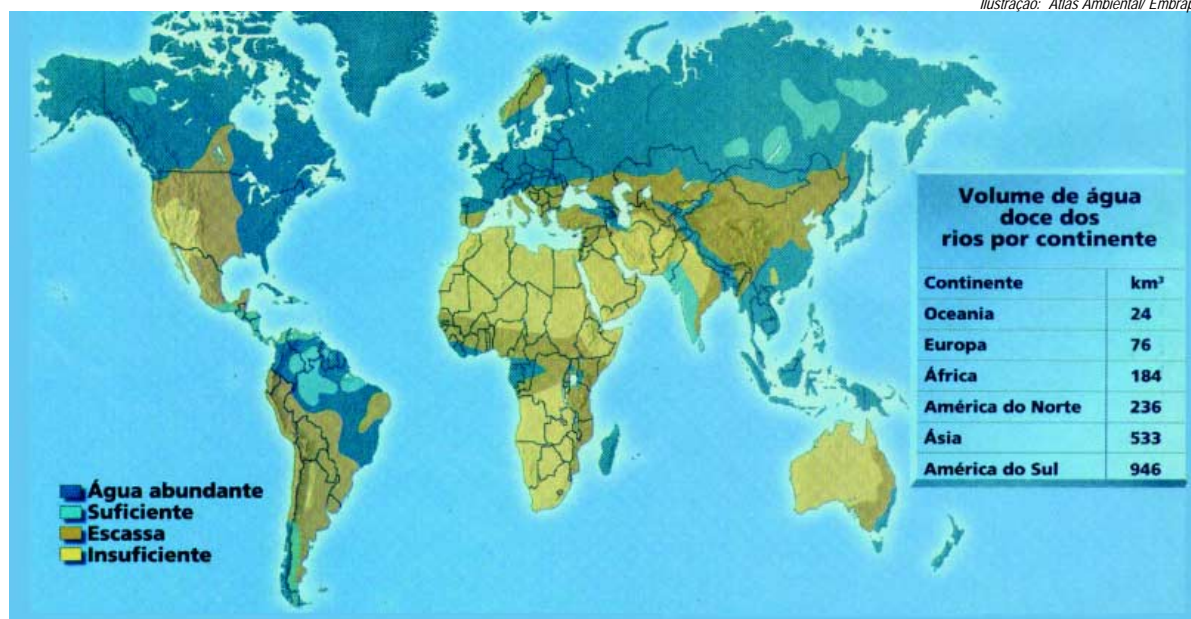 Ilustração: Atlas Ambiental/ Embrap
Volume de água
doce dos
rios por continente
Continente km³
Oceania 24
Europa 76
África 184
América do Norte 236
Ásia 533
América do Sul 946
Água abundante
Suficiente
Escassa
Insuficiente